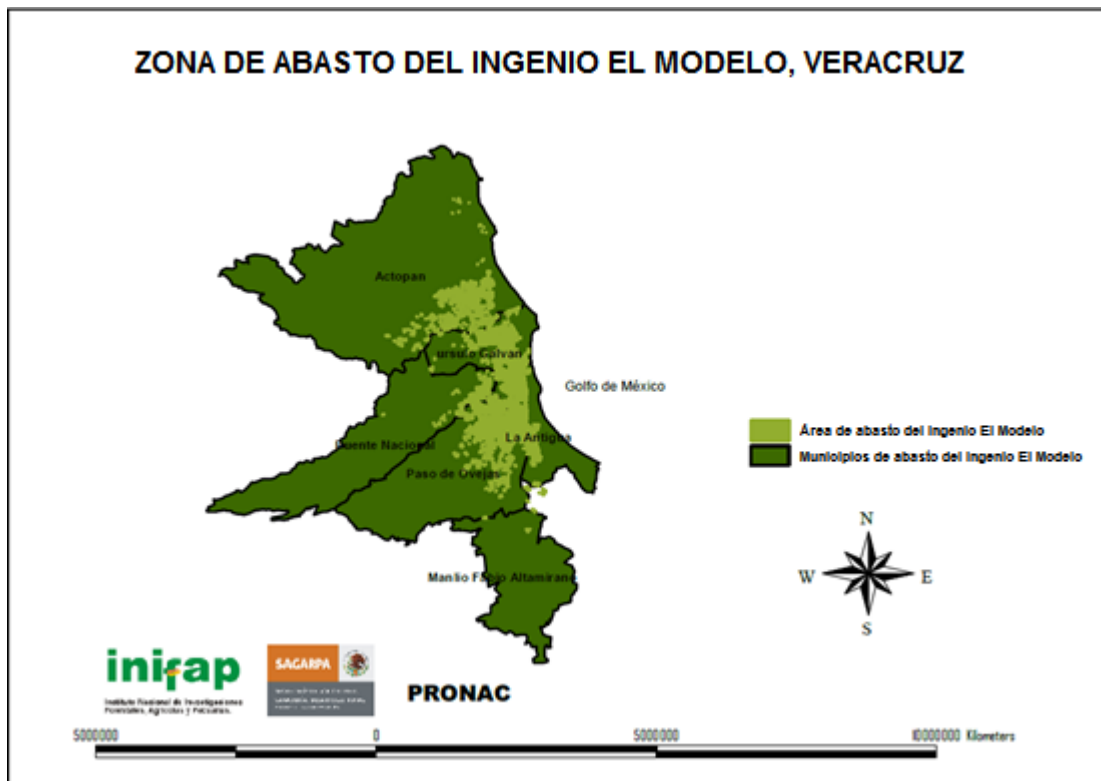 ZONA DE ABASTO DEL INGENIO EL MODELO, VERACRUZ
Actopan
ursulo Galvan
Golfo de México
Puente Nacional
La Antigua
Paso de Ovejas
Manlio Fabio Altamirano
Área de abasto del Ingenio El Modelo
Municipios de abasto del Ingenio El Modelo
N
W
E
S
inifap
Instituto Nacional de Investigaciones
Forestales, Agrícolas y Pecuarias.
SAGARPA
PRONAC
5000000 0 5000000 10000000 Kilometers